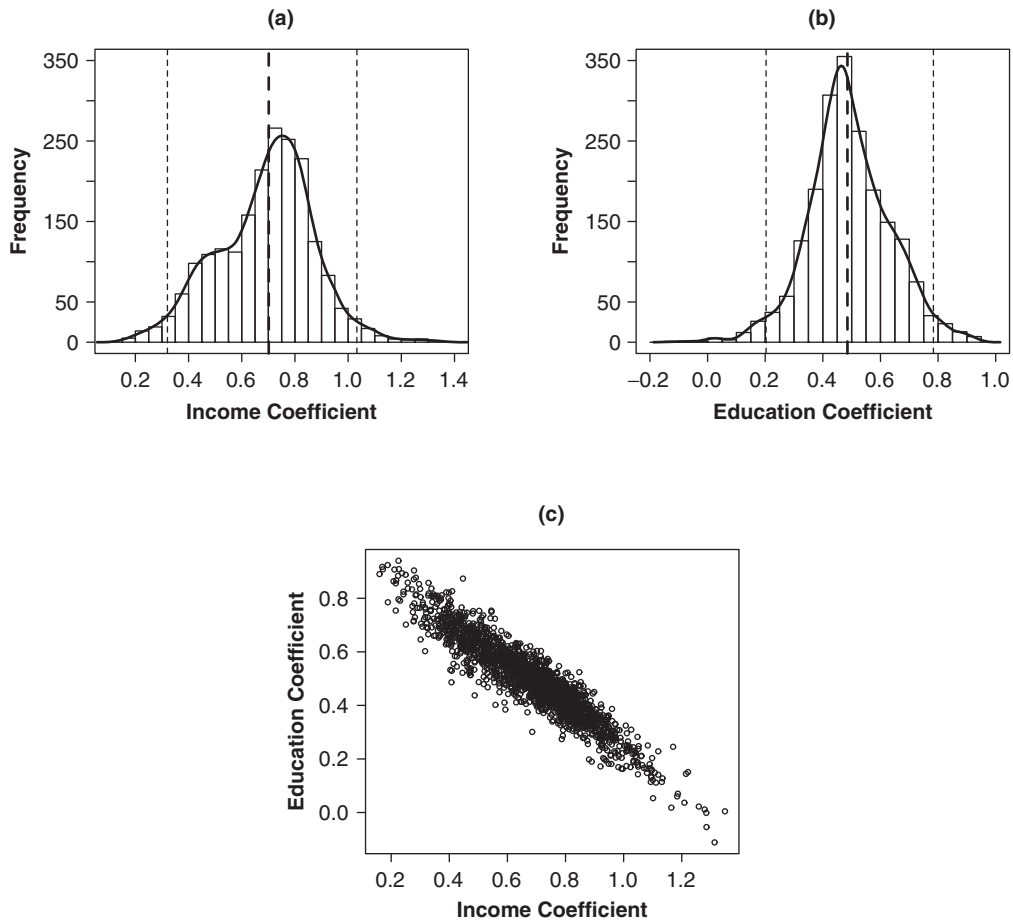 (a)
Frequency
350
250
150
50
0
0.2 0.4 0.6 0.8 1.0 1.2 1.4
Income Coefficient
(b)
Frequency
350
250
150
50
0
−0.2 0.0 0.2 0.4 0.6 0.8 1.0
Education Coefficient
(c)
Education Coefficient
0.8
0.6
0.4
0.2
0.0
0.2 0.4 0.6 0.8 1.0 1.2
Income Coefficient